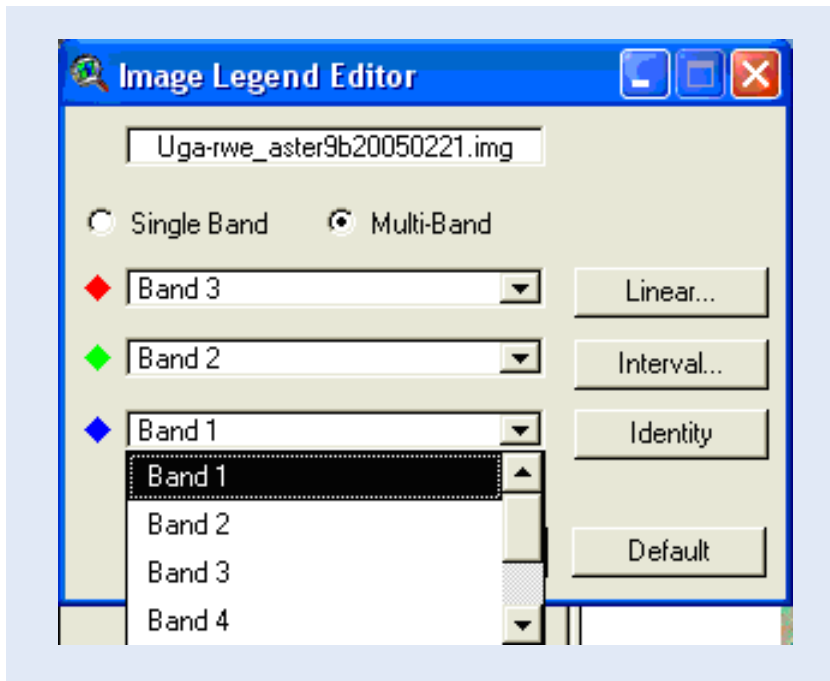 Image Legend Editor
Uga-rwe_aster9b20050221.img
Single Band Multi-Band
Band 3 Linear...
Band 2 Interval...
Band 1 Identity
Band 1
Band 2
Band 3 Default
Band 4